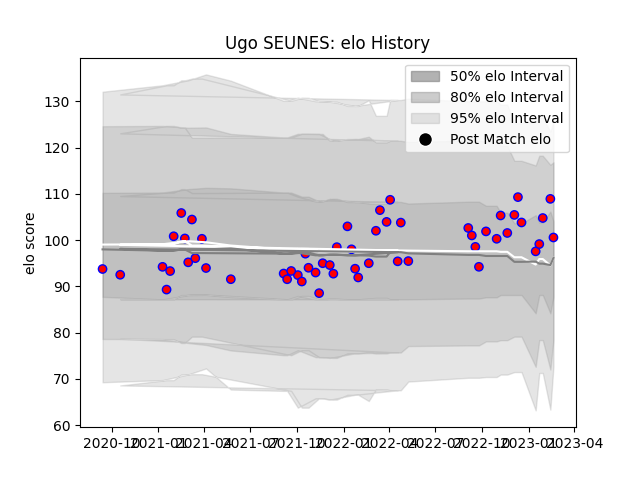 Ugo SEUNES: elo History
50% elo Interval
80% elo Interval
95% elo Interval
Post Match elo
elo score
130
120
110
100
90
80
70
60
2020-10 2021-01 2021-04 2021-07 2021-10 2022-01 2022-04 2022-07 2022-10 2023-01 2023-04